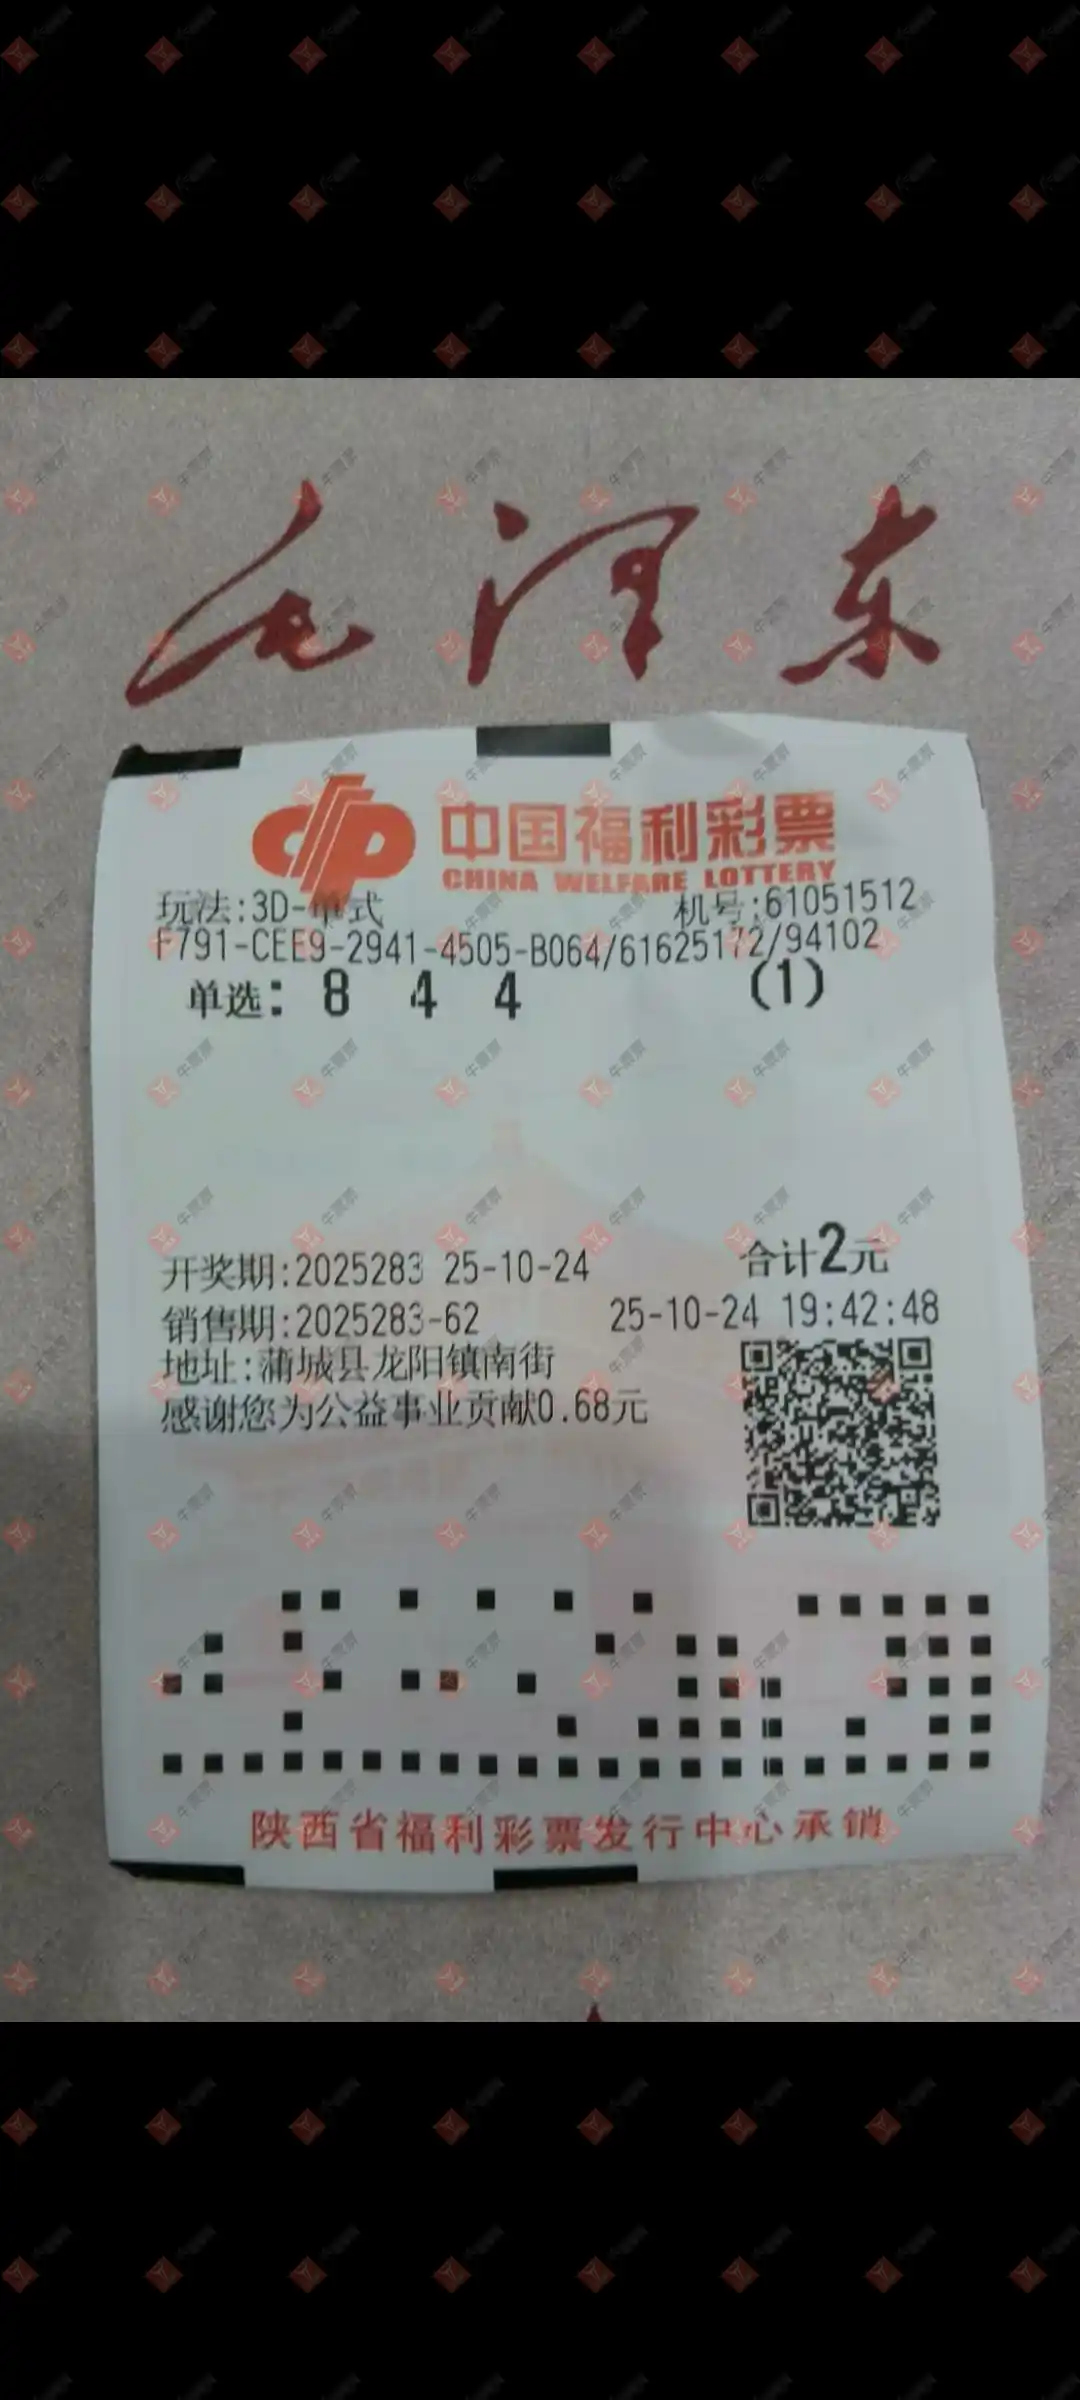 毛泽东
中国福利彩票
CHINA WELFARE LOTTERY
玩法:3D-单式 机号:61051512
F791-CEE9-2941-4505-B064/61625172/94102
单选: 8 4 4 (1)
开奖期:2025283 25-10-24 合计2元
销售期:2025283-62 25-10-24 19:42:48
地址:蒲城县龙阳镇南街
感谢您为公益事业贡献0.68元
陕西省福利彩票发行中心承销